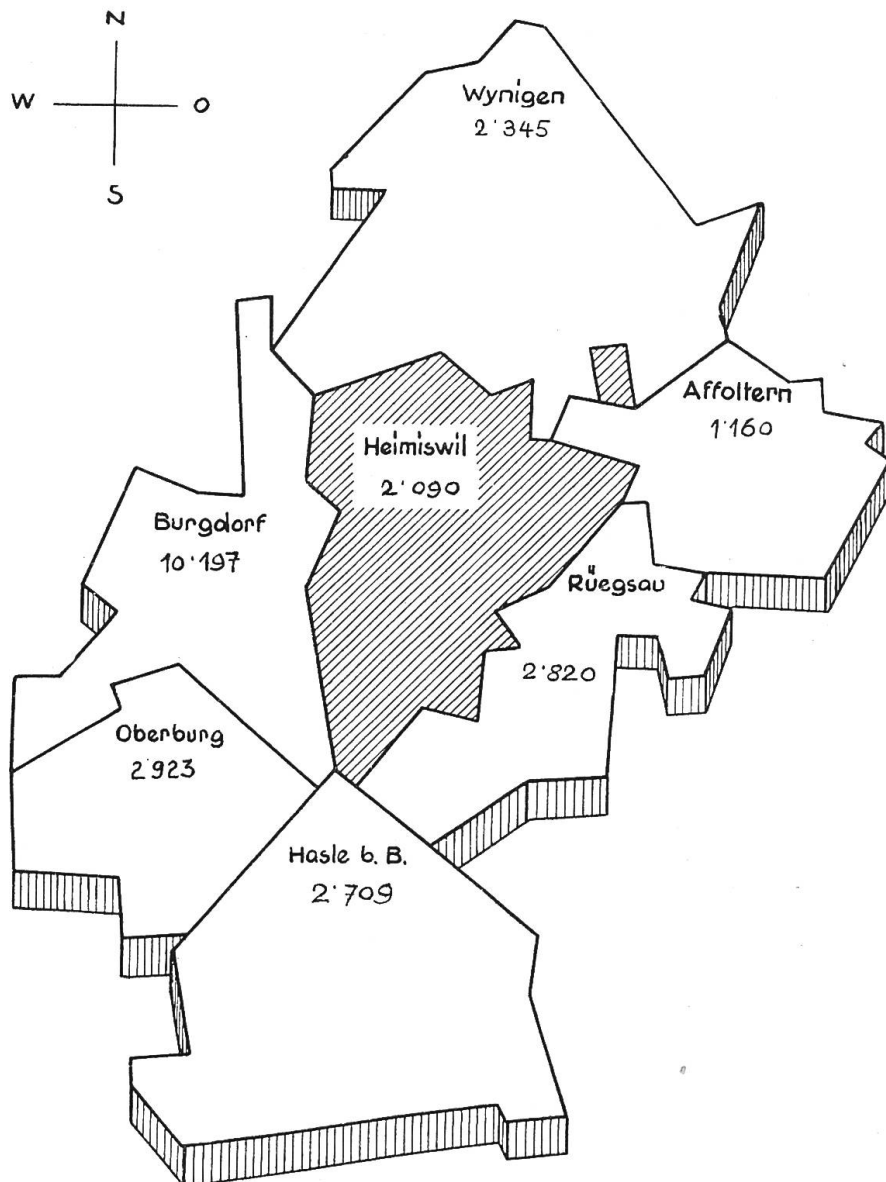 N
W O
S
Wynigen
2'345
Affoltern
1'160
Heimiswil
2'090
Burgdorf
10'197
Rüegsau
2'820
Oberburg
2'923
Hasle b. B.
2'709